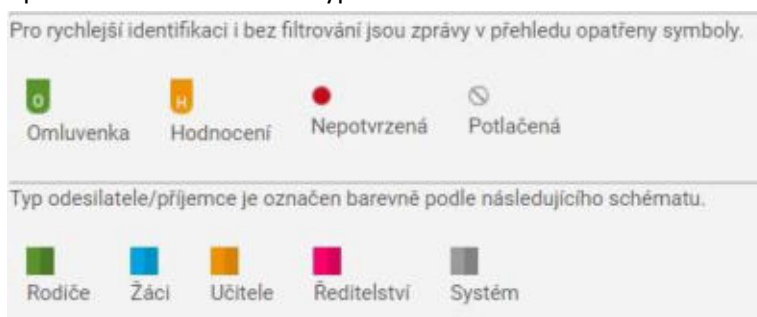 Pro rychlejší identifikaci i bez filtrování jsou zprávy v přehledu opatřeny symboly.
O H
Omluvenka Hodnocení Nepotvrzená Potlačená
Typ odesilatele/příjemce je označen barevně podle následujícího schématu.
Rodiče Žáci Učitele Ředitelství Systém